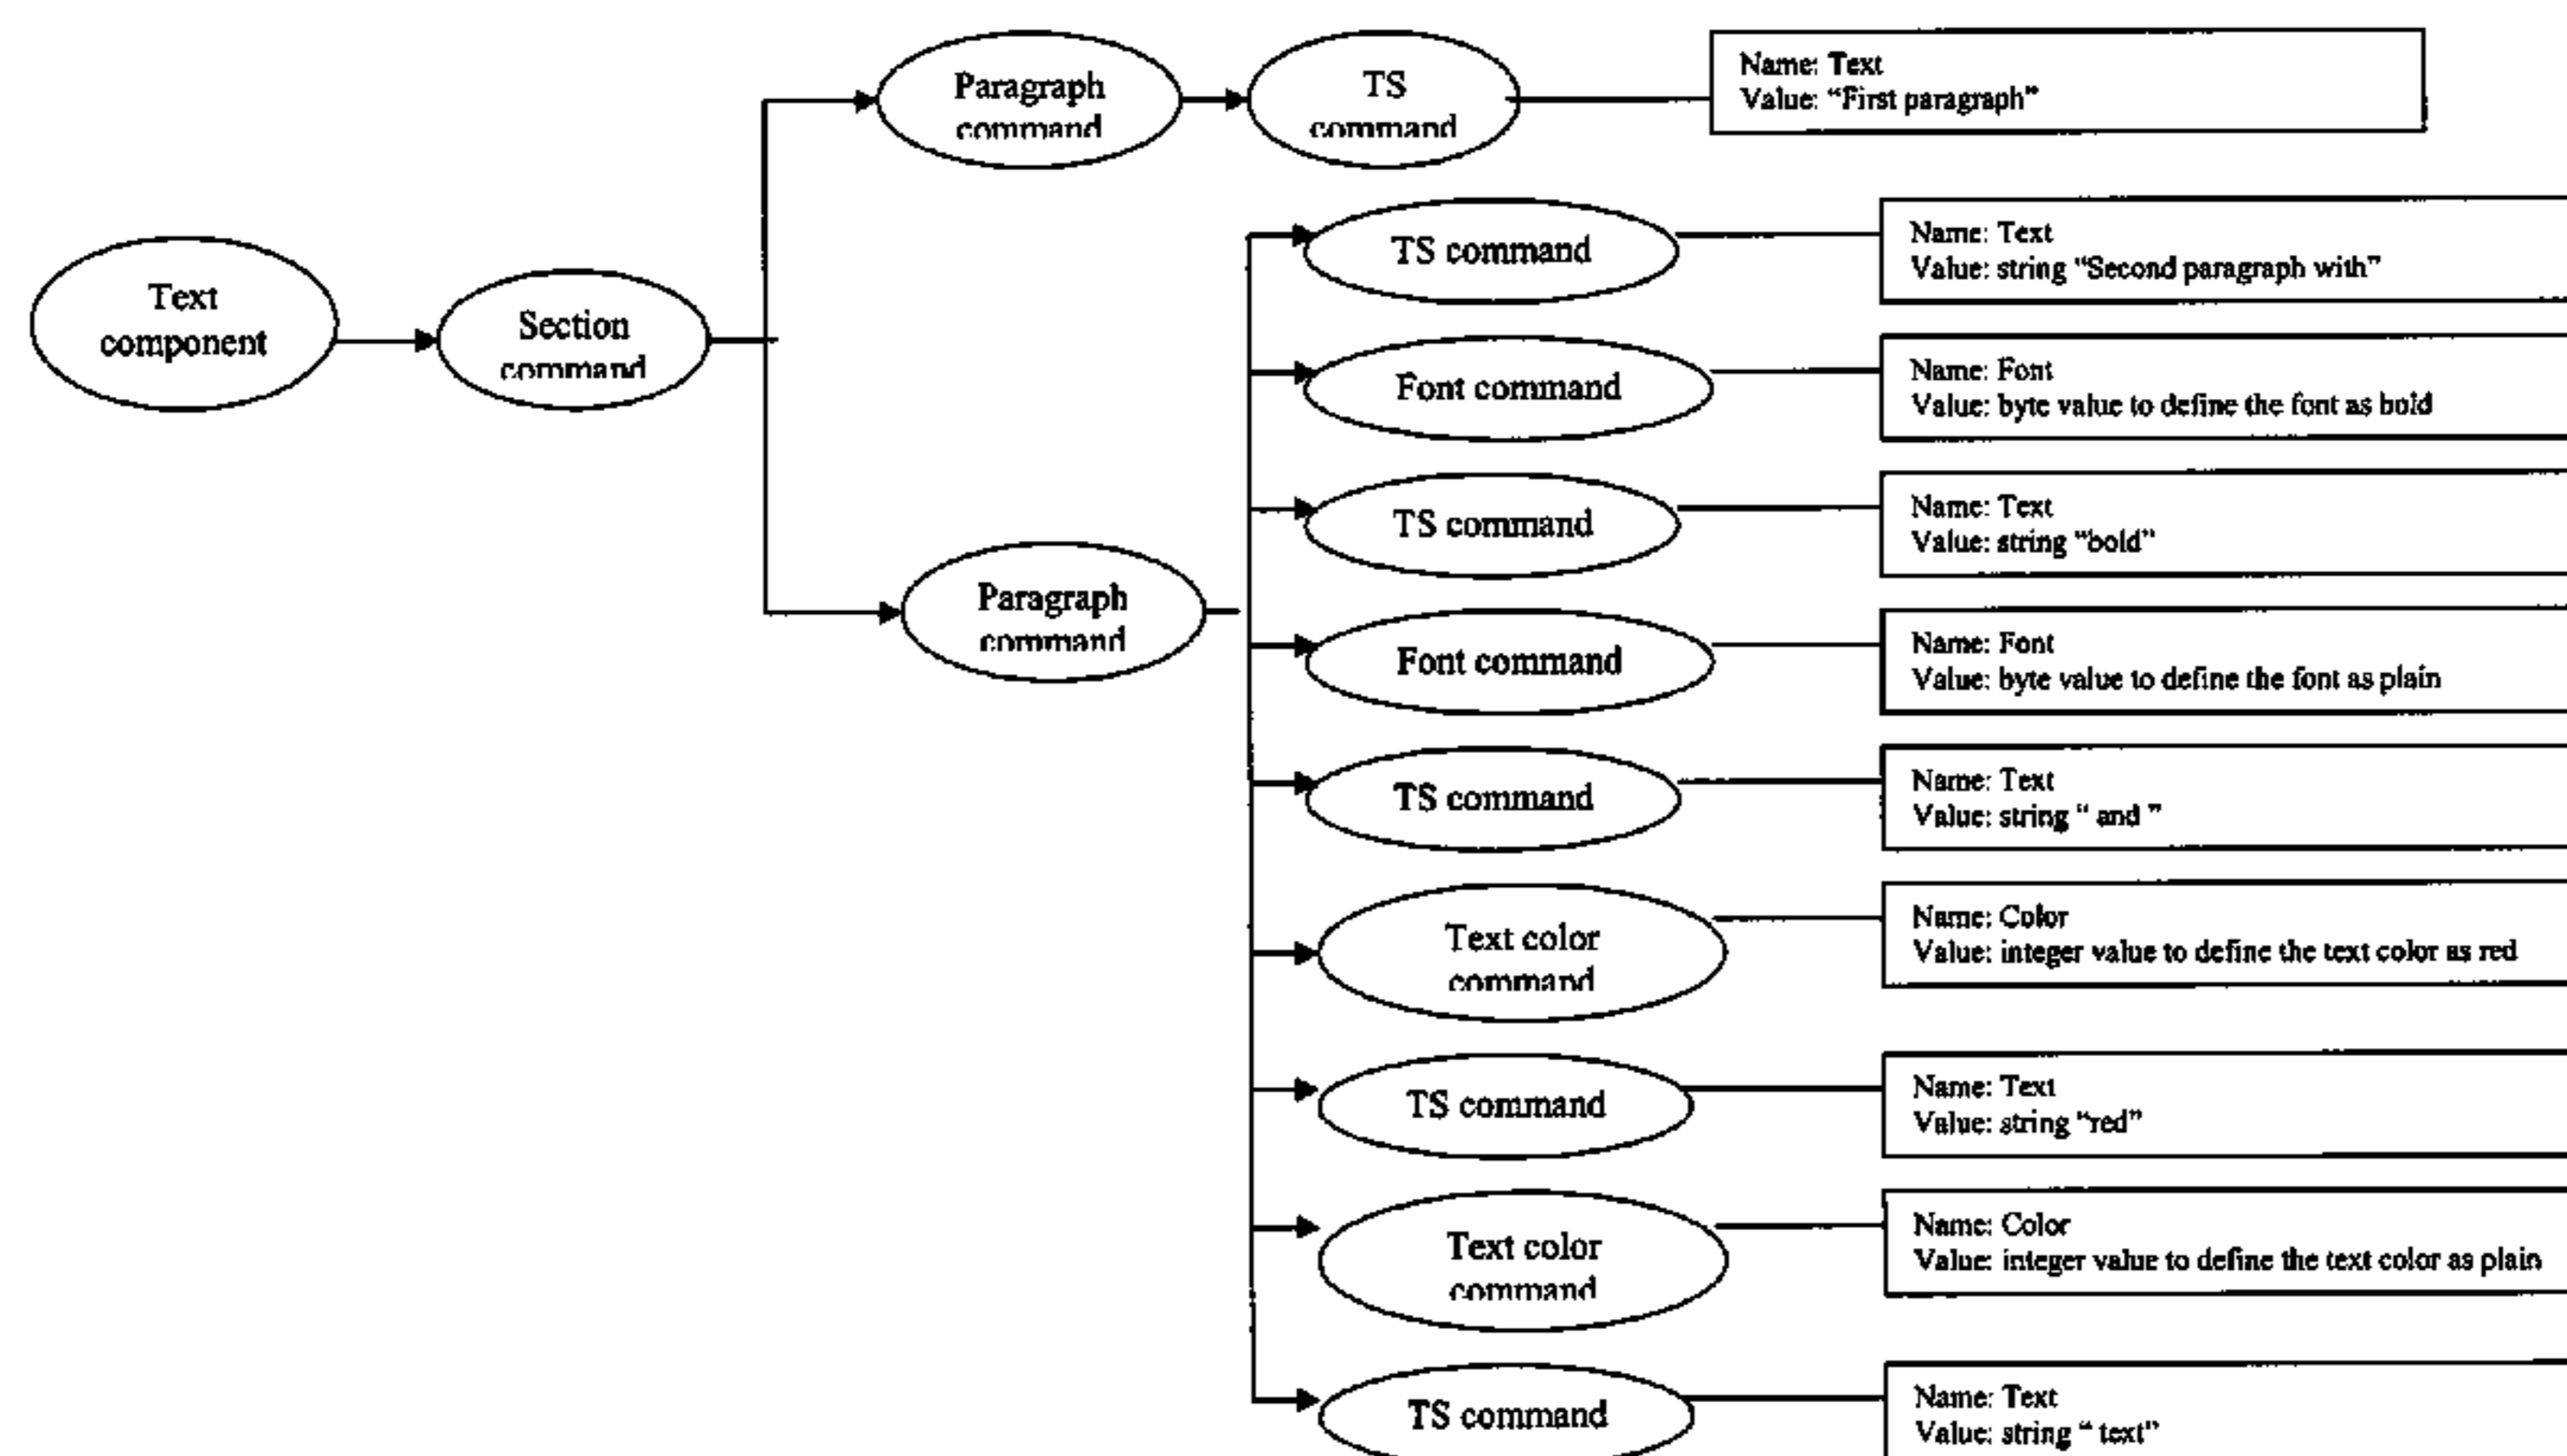 Paragraph
command
TS
command
Name: Text
Value: “First paragraph”
Text
component
Section
command
TS command
Name: Text
Value: string “Second paragraph with”
Font command
Name: Font
Value: byte value to define the font as bold
TS command
Name: Text
Value: string “bold”
Paragraph
command
Font command
Name: Font
Value: byte value to define the font as plain
TS command
Name: Text
Value: string “ and ”
Text color
command
Name: Color
Value: integer value to define the text color as red
TS command
Name: Text
Value: string “red”
Text color
command
Name: Color
Value: integer value to define the text color as plain
TS command
Name: Text
Value: string “ text”